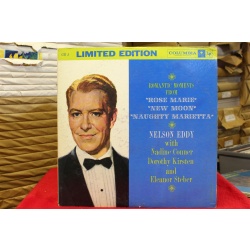 LIMITED EDITION
COLUMBIA
ROMANTIC MOMENTS
FROM
"ROSE MARIE"
"NEW MOON"
"NAUGHTY MARIETTA"
NELSON EDDY
with
Nadine Conner
Dorothy Kirsten
and
Eleanor Steber